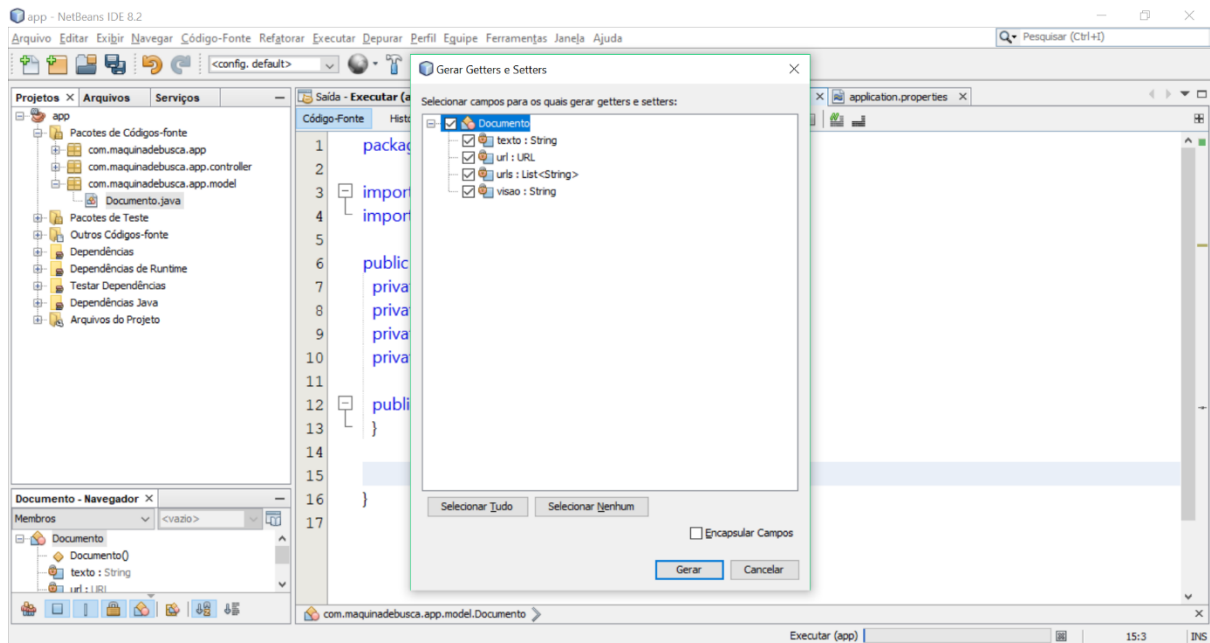 app - NetBeans IDE 8.2
Arquivo Editar Exibir Navegar Código-Fonte Refatorar Executar Depurar Perfil Equipe Ferramentas Janela Ajuda
Pesquisar (Ctrl+I)
<config. default>
Projetos Arquivos Serviços
app
Pacotes de Códigos-fonte
com.maquinadebusca.app
com.maquinadebusca.app.controller
com.maquinadebusca.app.model
Documento.java
Pacotes de Teste
Outros Códigos-fonte
Dependências
Dependências de Runtime
Testar Dependências
Dependências Java
Arquivos do Projeto
Documento - Navegador
Membros <vazio>
Documento
Documento()
texto : String
url : URL
Saída - Executar (a
application.properties
Código-Fonte Histó
1 packag
2
3 import
4 import
5
6 public
7 priva
8 priva
9 priva
10 priva
11
12 publi
13 }
14
15
16 }
17
Gerar Getters e Setters
Selecionar campos para os quais gerar getters e setters:
Documento
texto : String
url : URL
urls : List<String>
visao : String
Selecionar Tudo Selecionar Nenhum
Encapsular Campos
Gerar Cancelar
com.maquinadebusca.app.model.Documento
Executar (app) 15:3 INS